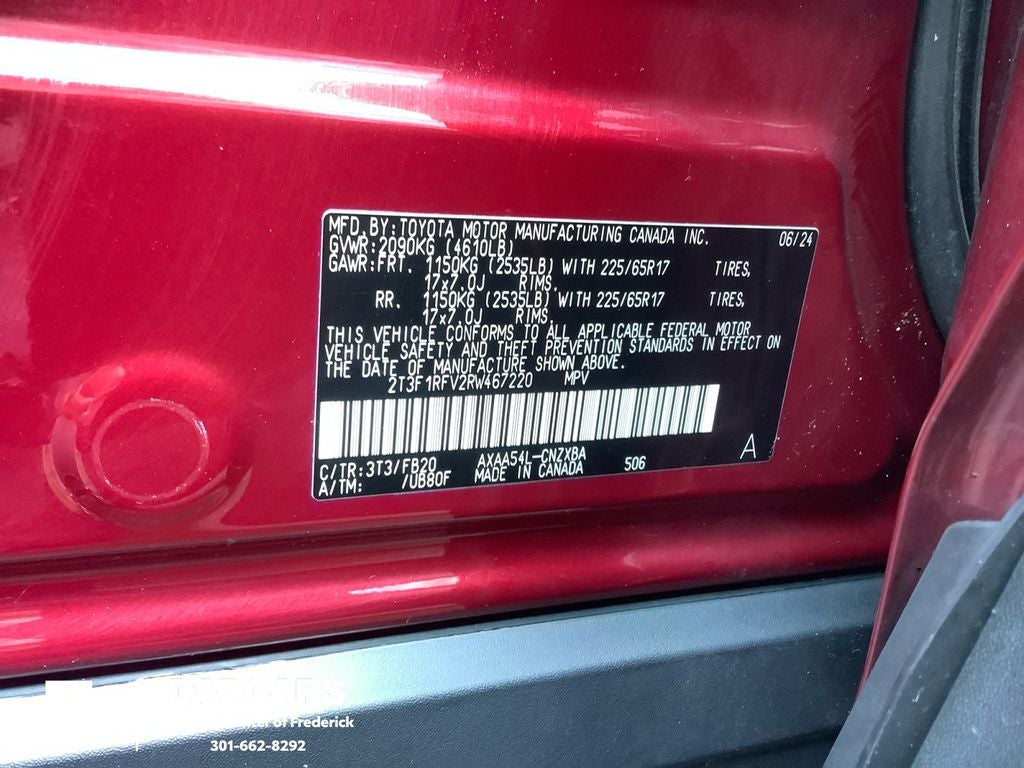 MFD. BY: TOYOTA MOTOR MANUFACTURING CANADA INC. 06/24
GVWR: 2090KG (4610LB)
GAWR: FRT. 1150KG (2535LB) WITH 225/65R17 TIRES,
17x7.0J RIMS.
RR. 1150KG (2535LB) WITH 225/65R17 TIRES,
17x7.0J RIMS.
THIS VEHICLE CONFORMS TO ALL APPLICABLE FEDERAL MOTOR
VEHICLE SAFETY AND THEFT PREVENTION STANDARDS IN EFFECT ON
THE DATE OF MANUFACTURE SHOWN ABOVE.
2T3F1RFV2RW467220 MPV
C/TR: 3T3/FB20 AXAA54L-CNZXBA 506 A
A/TM: /UB80F MADE IN CANADA
DARCARS
of Frederick
301-662-8292